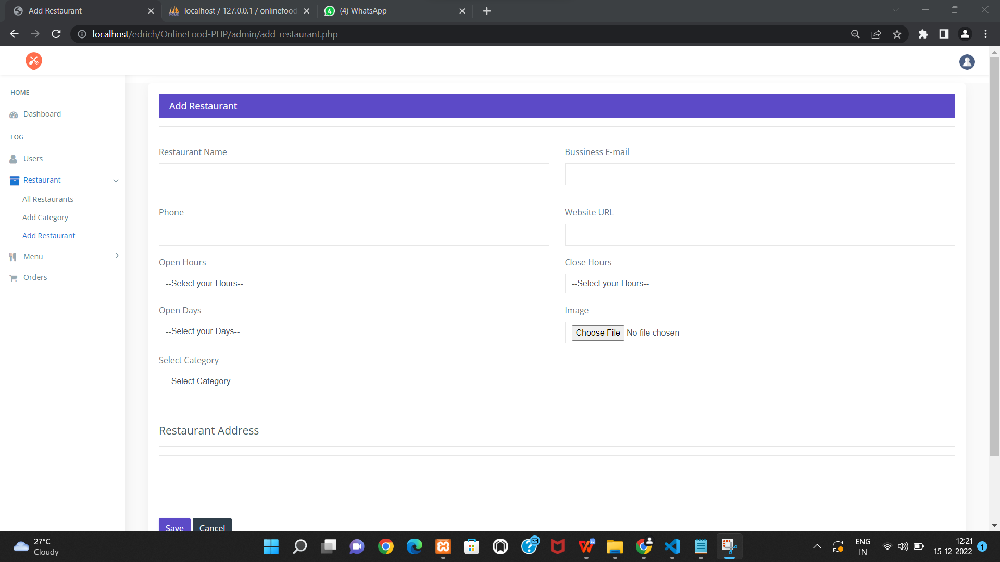 Add Restaurant
localhost / 127.0.0.1 / onlinefood
(4) WhatsApp
localhost/edrich/OnlineFood-PHP/admin/add_restaurant.php
HOME
Dashboard
LOG
Users
Restaurant
All Restaurants
Add Category
Add Restaurant
Menu
Orders
Add Restaurant
Restaurant Name
Bussiness E-mail
Phone
Website URL
Open Hours
Close Hours
--Select your Hours--
--Select your Hours--
Open Days
Image
--Select your Days--
Choose File No file chosen
Select Category
--Select Category--
Restaurant Address
Save
Cancel
27°C
Cloudy
ENG
IN
12:21
15-12-2022
1